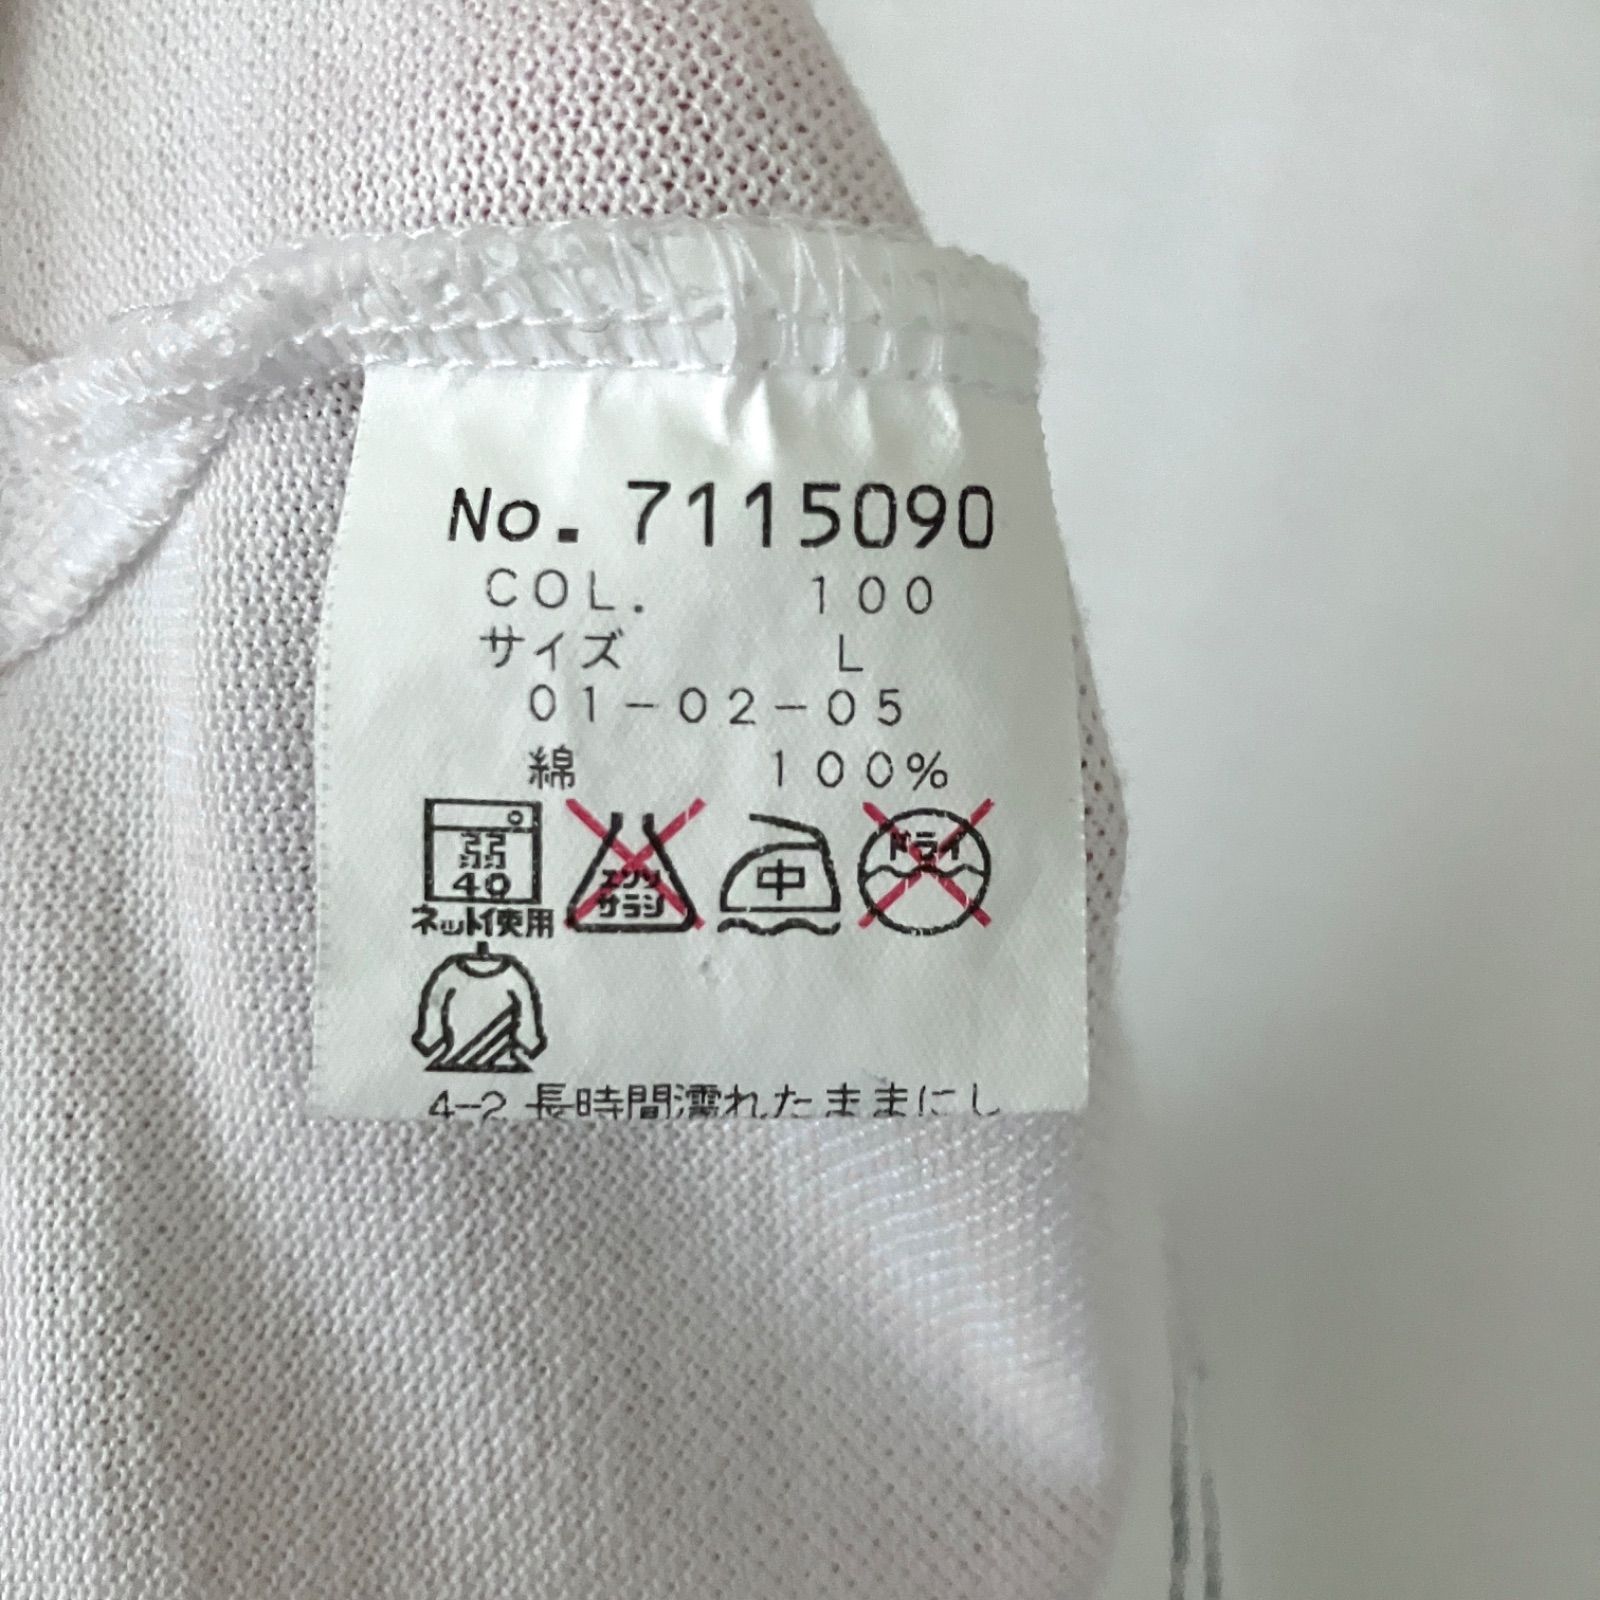 No. 7115090
COL. 100
サイズ L
01-02-05
綿 100%
弱 40 エンソ サラシ 中 ドライ
ネット使用
4-2 長時間濡れたままにし